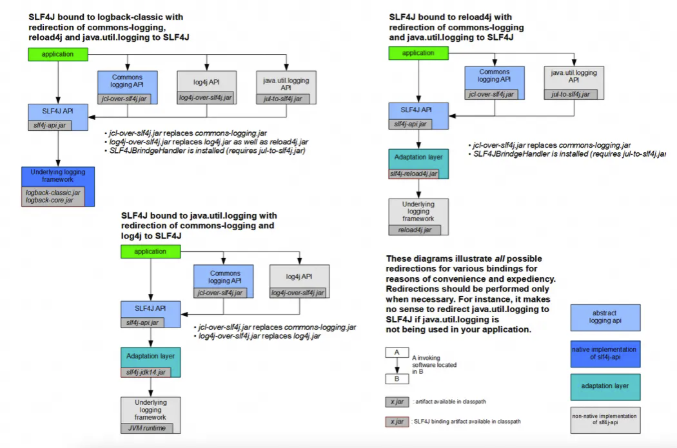 SLF4J bound to logback-classic with
redirection of commons-logging,
reload4j and java.util.logging to SLF4J
application
Commons
logging API
jcl-over-slf4j.jar
log4j API
log4j-over-slf4j.jar
java.util.logging
API
jul-to-slf4j.jar
SLF4J API
slf4j-api.jar
• jcl-over-slf4j.jar replaces commons-logging.jar
• log4j-over-slf4j.jar replaces log4j.jar as well as reload4j.jar
• SLF4JBrindgeHandler is installed (requires jul-to-slf4j.jar)
Underlying logging
framework
logback-classic.jar
logback-core.jar
SLF4J bound to reload4j with
redirection of commons-logging
and java.util.logging to SLF4J
application
Commons
logging API
jcl-over-slf4j.jar
java.util.logging
API
jul-to-slf4j.jar
SLF4J API
slf4j-api.jar
• jcl-over-slf4j.jar replaces commons-logging.jar
• SLF4JBrindgeHandler is installed (requires jul-to-slf4j.jar
Adaptation layer
slf4j-reload4j.jar
Underlying
logging
framework
reload4j.jar
SLF4J bound to java.util.logging with
redirection of commons-logging and
log4j to SLF4J
application
Commons
logging API
jcl-over-slf4j.jar
log4j API
log4j-over-slf4j.jar
SLF4J API
slf4j-api.jar
• jcl-over-slf4j.jar replaces commons-logging.jar
• log4j-over-slf4j.jar replaces log4j.jar
Adaptation layer
slf4j-jdk14.jar
Underlying
logging
framework
JVM runtime
These diagrams illustrate all possible
redirections for various bindings for
reasons of convenience and expediency.
Redirections should be performed only
when necessary. For instance, it makes
no sense to redirect java.util.logging to
SLF4J if java.util.logging is
not being used in your application.
A
A invoking
software located
in B
B
x.jar : artifact available in classpath
x.jar : SLF4J binding artifact available in classpath
abstract
logging api
native implementation
of slf4j-api
adaptation layer
non-native implementation
of slf4j-api